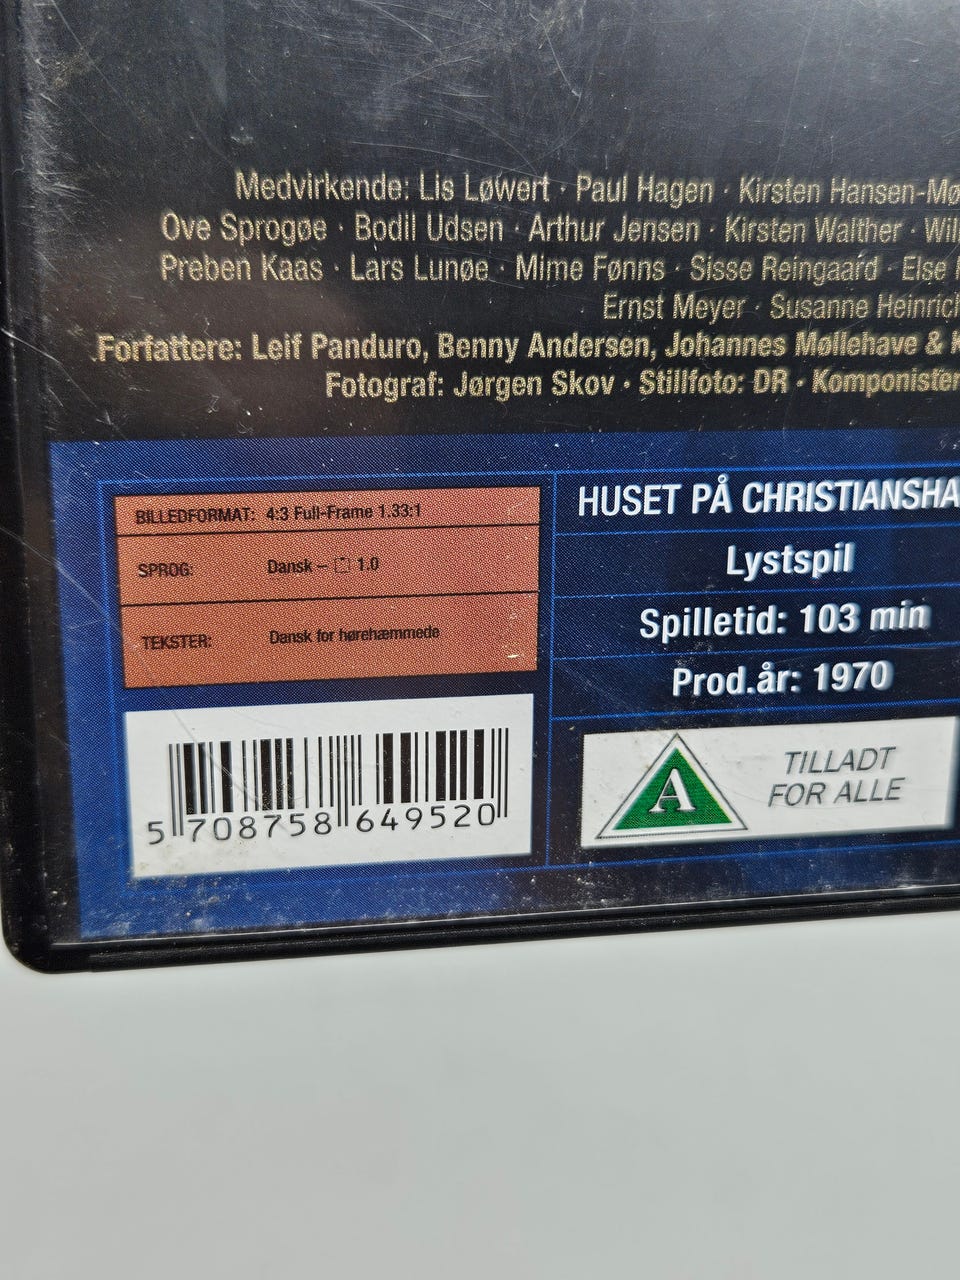 Medvirkende: Lis Løwert · Paul Hagen · Kirsten Hansen-Mø
Ove Sprogøe · Bodil Udsen · Arthur Jensen · Kirsten Walther · Wil
Preben Kaas · Lars Lunøe · Mime Fønns · Sisse Reingaard · Else
Ernst Meyer · Susanne Heinrich
Forfattere: Leif Panduro, Benny Andersen, Johannes Møllehave & K
Fotograf: Jørgen Skov · Stillfoto: DR · Komponister
BILLEDFORMAT: 4:3 Full-Frame 1.33:1
SPROG: Dansk – 1.0
TEKSTER: Dansk for hørehæmmede
5 708758 649520
HUSET PÅ CHRISTIANSHA
Lystspil
Spilletid: 103 min
Prod.år: 1970
A
TILLADT
FOR ALLE